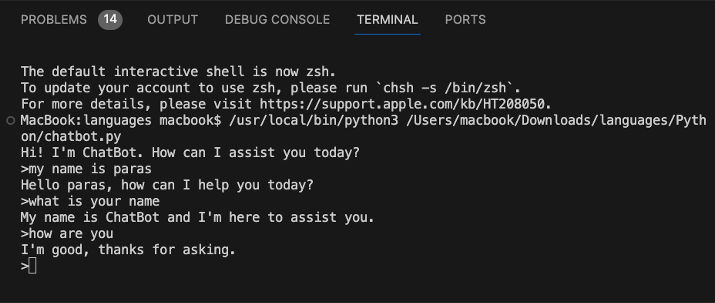 PROBLEMS 14 OUTPUT DEBUG CONSOLE TERMINAL PORTS
The default interactive shell is now zsh.
To update your account to use zsh, please run `chsh -s /bin/zsh`.
For more details, please visit https://support.apple.com/kb/HT208050.
MacBook:languages macbook$ /usr/local/bin/python3 /Users/macbook/Downloads/languages/Pyth
on/chatbot.py
Hi! I'm ChatBot. How can I assist you today?
>my name is paras
Hello paras, how can I help you today?
>what is your name
My name is ChatBot and I'm here to assist you.
>how are you
I'm good, thanks for asking.
>